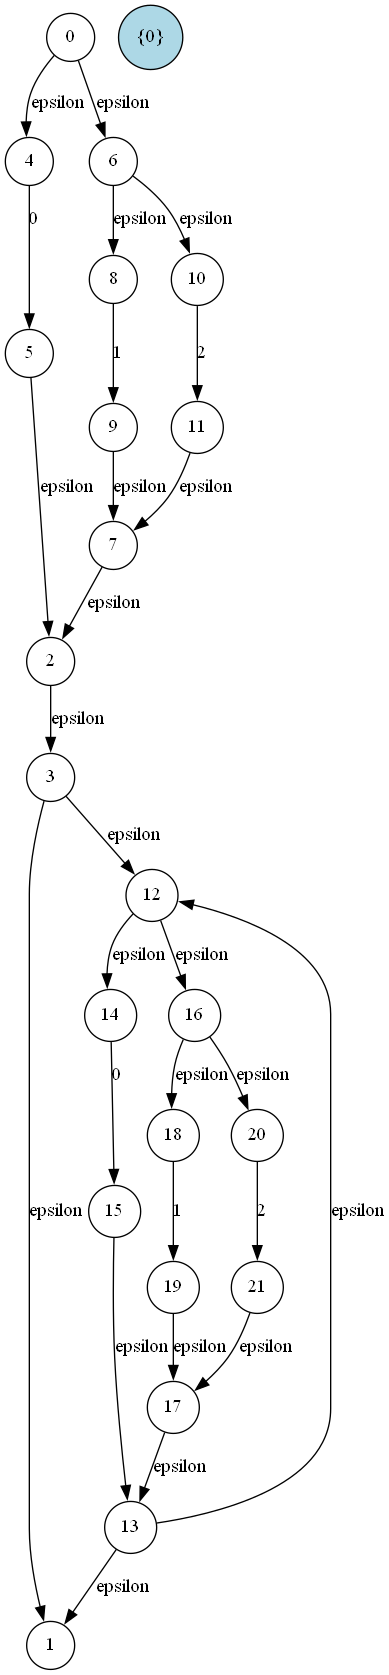 0 {0}
epsilon epsilon
4 6
0 epsilon epsilon
8 10
5 1 2
9 11
epsilon epsilon epsilon
7
epsilon
2
epsilon
3
epsilon
12
epsilon epsilon
14 16
0 epsilon epsilon
18 20
15 1 2
epsilon
19 21
epsilon epsilon epsilon
17
epsilon
13
epsilon
1